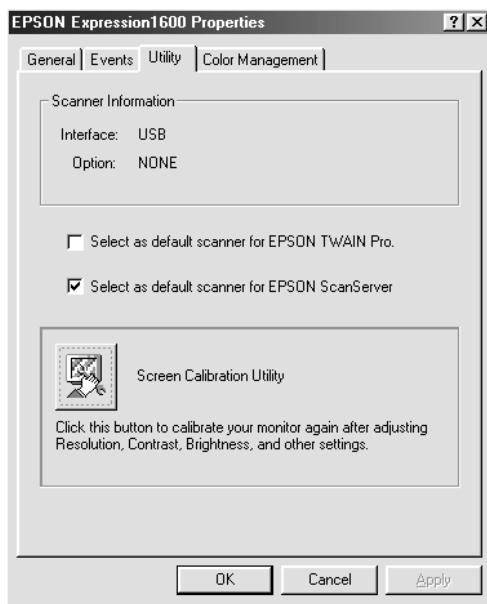 EPSON Expression1600 Properties
General Events Utility Color Management
Scanner Information
Interface: USB
Option: NONE
Select as default scanner for EPSON TWAIN Pro.
Select as default scanner for EPSON ScanServer
Screen Calibration Utility
Click this button to calibrate your monitor again after adjusting
Resolution, Contrast, Brightness, and other settings.
OK Cancel Apply